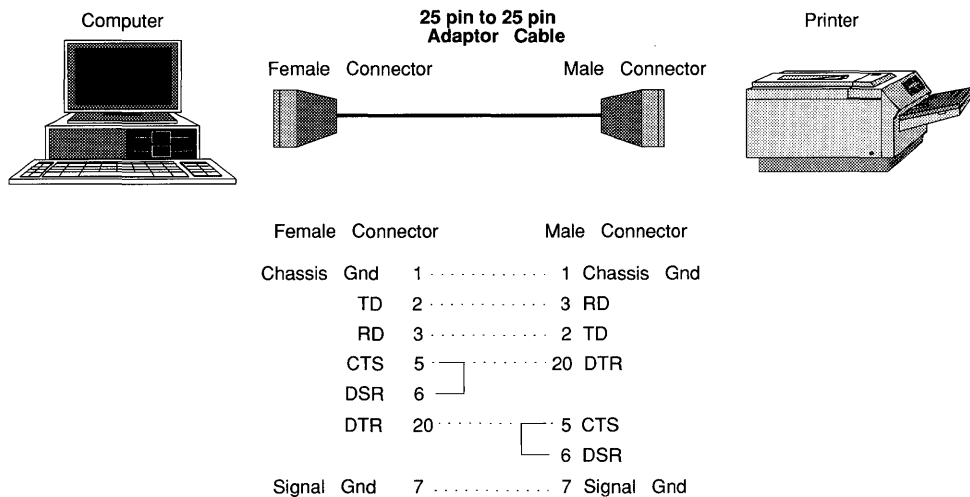 Computer
25 pin to 25 pin
Adaptor Cable
Printer
Female Connector
Male Connector
Female Connector Male Connector
Chassis Gnd 1 ............ 1 Chassis Gnd
TD 2 ............ 3 RD
RD 3 ............ 2 TD
CTS 5 ............ 20 DTR
DSR 6
DTR 20 ............ 5 CTS
6 DSR
Signal Gnd 7 ............ 7 Signal Gnd